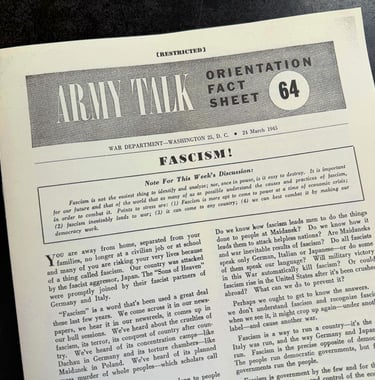 [RESTRICTED]
ARMY TALK
ORIENTATION
FACT
SHEET 64
WAR DEPARTMENT—WASHINGTON 25, D. C. • 24 March 1945
FASCISM!
Note For This Week's Discussion:
Fascism is not the easiest thing to identify and analyze; nor, once in power, is it easy to destroy. It is important
for our future and that of the world that as many of us as possible understand the causes and practices of fascism,
in order to combat it. Points to stress are: (1) Fascism is more apt to come to power at a time of economic crisis;
(2) fascism inevitably leads to war; (3) it can come to any country; (4) we can best combat it by making our
democracy work.
YOU are away from home, separated from your
families, no longer at a civilian job or at school
and many of you are risking your very lives because
of a thing called fascism. Our country was attacked
by the fascist aggressor, Japan. The "Sons of Heaven
were promptly joined by their fascist partners of
Germany and Italy.
"Fascism" is a word that's been used a great deal
these last few years. We come across it in our news-
papers, we hear it in our newsreels, it comes up in
our bull sessions. We've heard about the
fascism, its terror, its conquest of country after coun-
try. We've heard of its concentration camps—like
Dachau in Germany and its torture chambers—like
Maidanek in Poland. We've heard of its planned
mass murder of whole peoples—which scholars call
Do we know how fascism leads men to do the things
done to people at Maidanek? Do we know how it
leads them to attack helpless nations? Are Maidaneks
and war inevitable results of fascism? Do all fascists
speak only German, Italian or Japanese—or do some
of them speak our language? Will military victory
in this War automatically kill fascism? Or could
fascism rise in the United States after it's been crushed
abroad? What can we do to prevent it?
Perhaps we ought to get to know the answers.
we don't understand fascism and recognize fascis
when we see it, it might crop up again—under anoth
label—and cause another war.
Fascism is a way to run a country—it's the
Italy was run, and the way Germany and Japan
run. Fascism is the precise opposite of democr
The people run democratic governments, but f
governments run the people.
Fascism is government by the few and for th